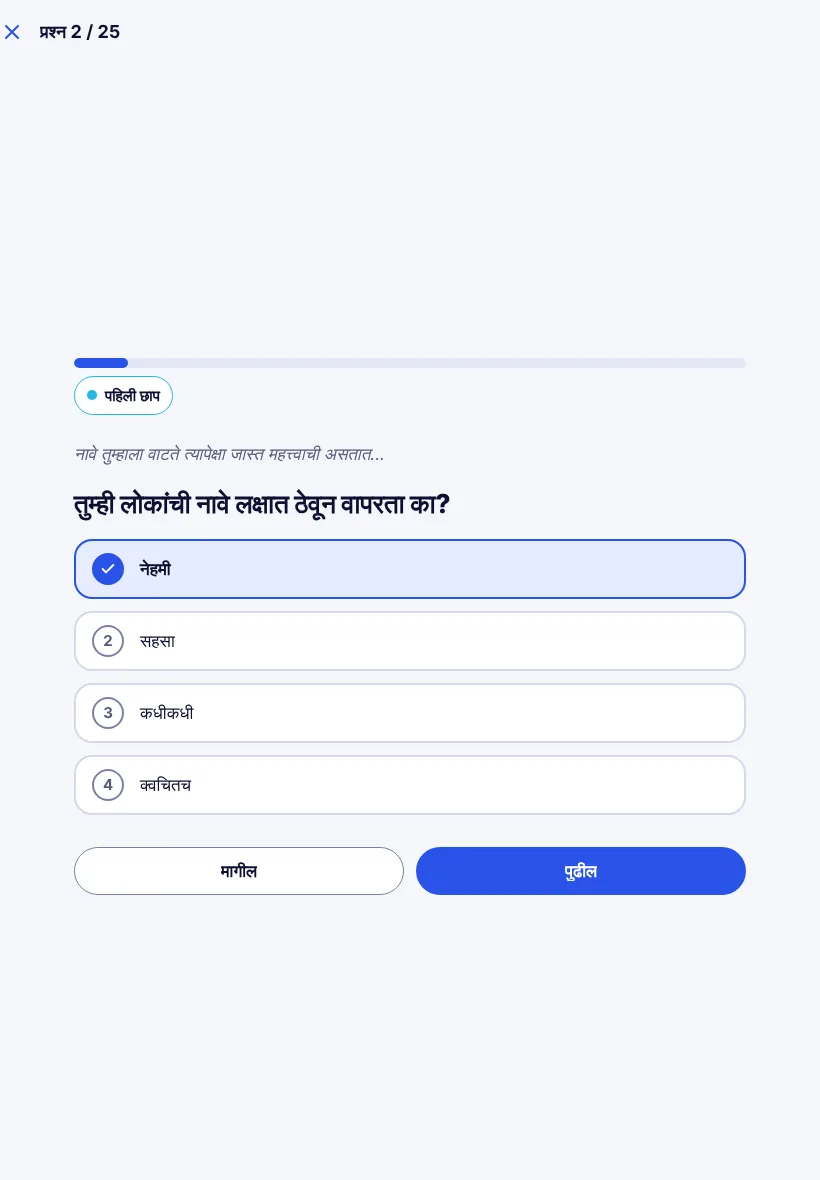 प्रश्न 2 / 25
पहिली छाप
नावे तुम्हाला वाटते त्यापेक्षा जास्त महत्त्वाची असतात...
तुम्ही लोकांची नावे लक्षात ठेवून वापरता का?
नेहमी
2 सहसा
3 कधीकधी
4 क्वचितच
मागील
पुढील